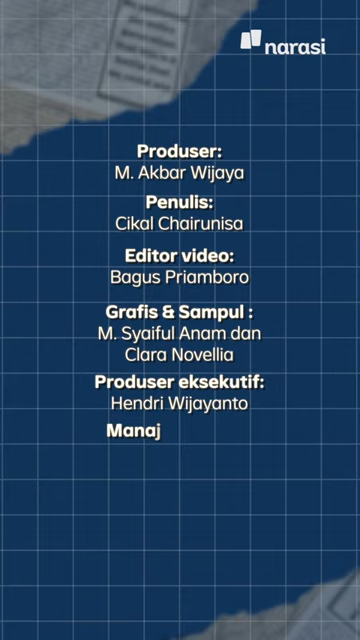 narasi
Produser:
M. Akbar Wijaya
Penulis:
Cikal Chairunisa
Editor video:
Bagus Priamboro
Grafis & Sampul :
M. Syaiful Anam dan
Clara Novellia
Produser eksekutif:
Hendri Wijayanto
Manaj